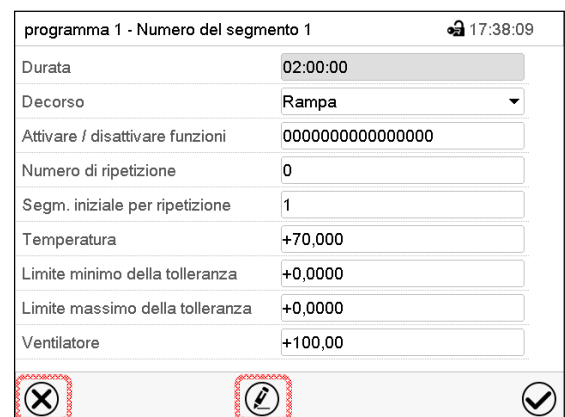 programma 1 - Numero del segmento 1 17:38:09
Durata 02:00:00
Decorso Rampa
Attivare / disattivare funzioni 0000000000000000
Numero di ripetizione 0
Segm. iniziale per ripetizione 1
Temperatura +70,000
Limite minimo della tolleranza +0,0000
Limite massimo della tolleranza +0,0000
Ventilatore +100,00